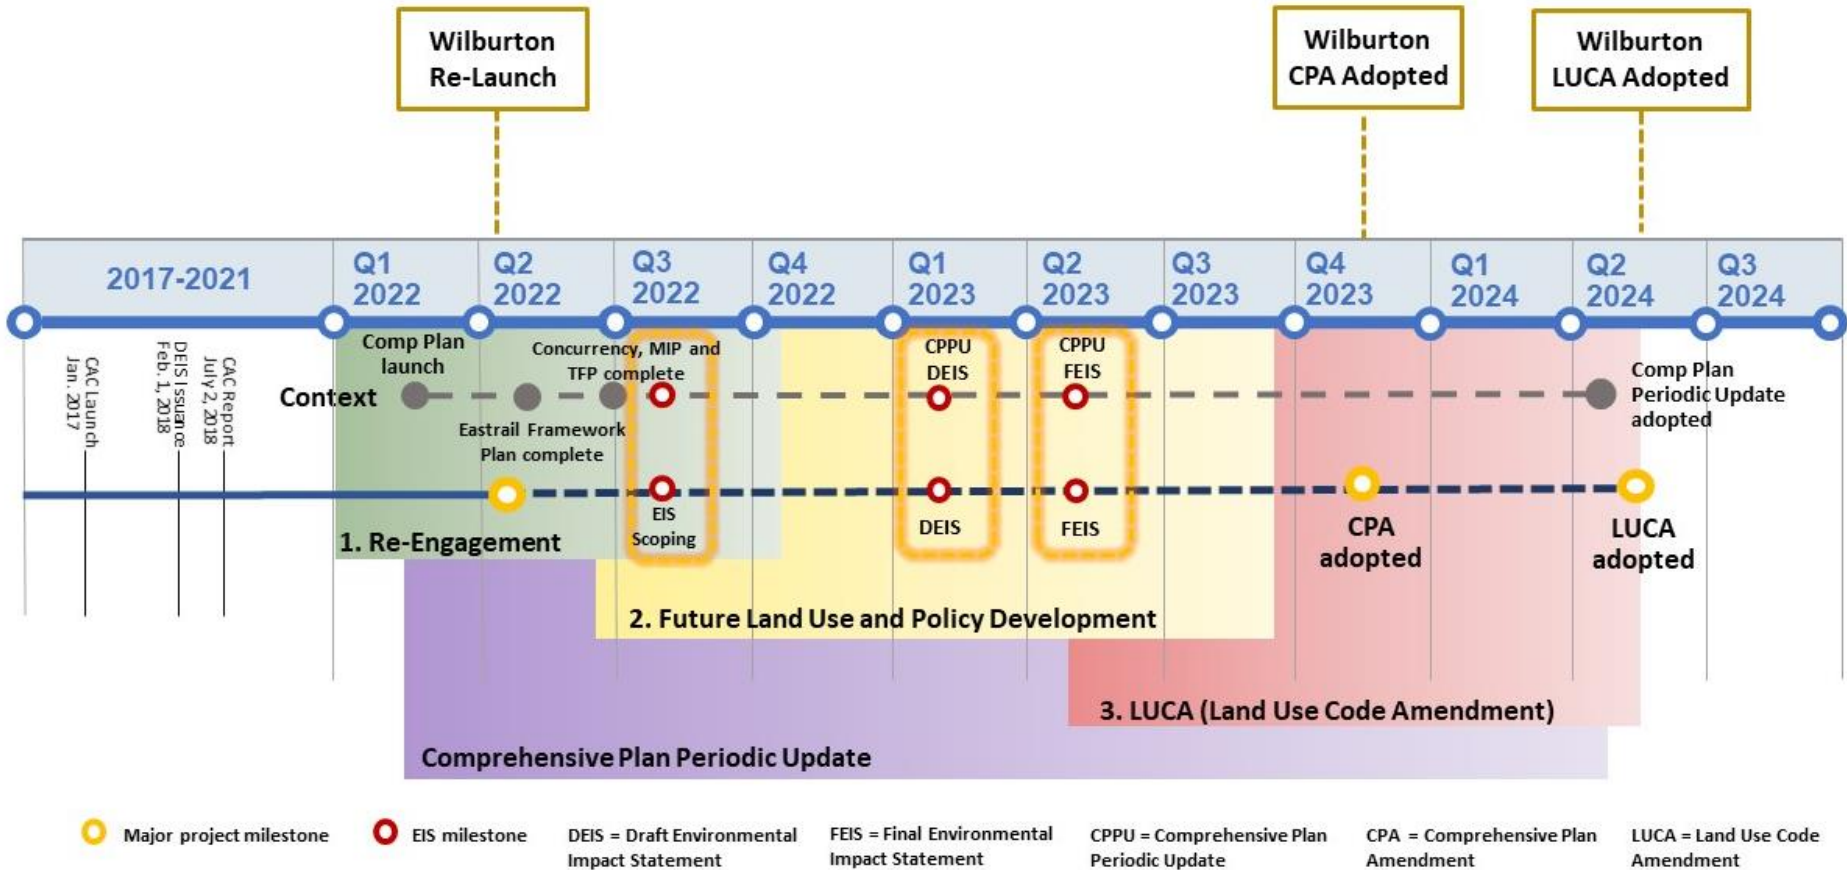 Wilburton
Re-Launch
Wilburton
CPA Adopted
Wilburton
LUCA Adopted
2017-2021
Q1
2022
Q2
2022
Q3
2022
Q4
2022
Q1
2023
Q2
2023
Q3
2023
Q4
2023
Q1
2024
Q2
2024
Q3
2024
CAC Launch
Jan. 2017
DEIS Issuance
Feb. 1, 2018
CAC Report
July 2, 2018
Context
Comp Plan
launch
Eastrail Framework
Plan complete
Concurrency, MIP and
TFP complete
CPPU
DEIS
CPPU
FEIS
Comp Plan
Periodic Update
adopted
EIS
Scoping
DEIS
FEIS
CPA
adopted
LUCA
adopted
1. Re-Engagement
2. Future Land Use and Policy Development
3. LUCA (Land Use Code Amendment)
Comprehensive Plan Periodic Update
Major project milestone
EIS milestone
DEIS = Draft Environmental
Impact Statement
FEIS = Final Environmental
Impact Statement
CPPU = Comprehensive Plan
Periodic Update
CPA = Comprehensive Plan
Amendment
LUCA = Land Use Code
Amendment